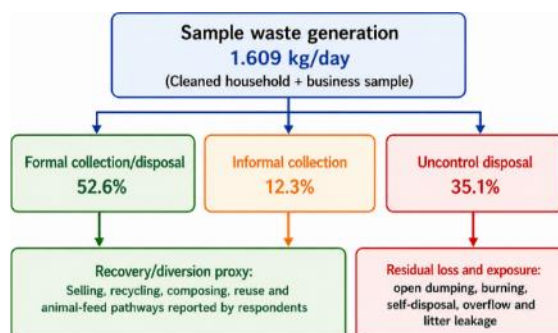 Sample waste generation
1.609 kg/day
(Cleaned household + business sample)
Formal collection/disposal
52.6%
Informal collection
12.3%
Uncontrol disposal
35.1%
Recovery/diversion proxy:
Selling, recycling, composing, reuse and
animal-feed pathways reported by respondents
Residual loss and exposure:
open dumping, burning,
self-disposal, overflow and
litter leakage